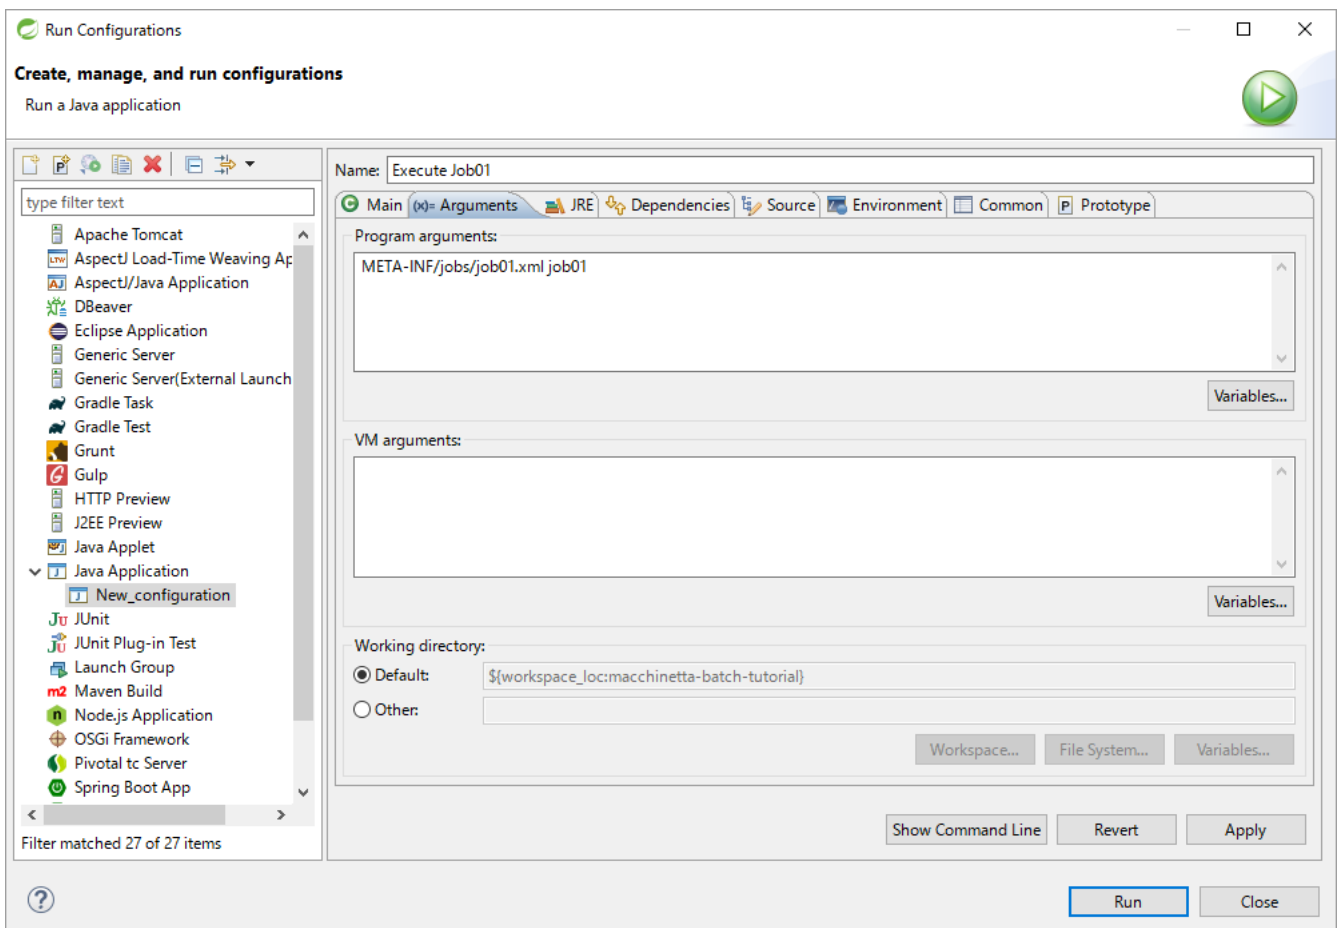 Run Configurations
Create, manage, and run configurations
Run a Java application
type filter text
Apache Tomcat
AspectJ Load-Time Weaving Ap
AspectJ/Java Application
DBeaver
Eclipse Application
Generic Server
Generic Server(External Launch
Gradle Task
Gradle Test
Grunt
Gulp
HTTP Preview
J2EE Preview
Java Applet
Java Application
New_configuration
JUnit
JUnit Plug-in Test
Launch Group
Maven Build
Node.js Application
OSGi Framework
Pivotal tc Server
Spring Boot App
Filter matched 27 of 27 items
Name: Execute Job01
Main (x)= Arguments JRE Dependencies Source Environment Common Prototype
Program arguments:
META-INF/jobs/job01.xml job01
Variables...
VM arguments:
Variables...
Working directory:
Default: ${workspace_loc:macchinetta-batch-tutorial}
Other:
Workspace... File System... Variables...
Show Command Line Revert Apply
Run Close